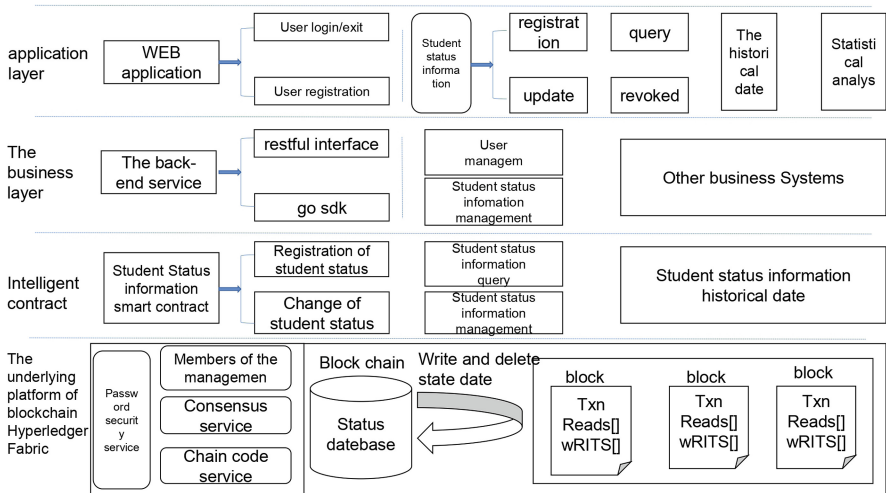 application
layer
WEB
application
User login/exit
User registration
Student
status
informa
tion
registrat
ion
query
update
revoked
The
histori
cal
date
Statisti
cal
analys
The
business
layer
The back-
end service
restful interface
go sdk
User
managem
Student status
infomation
management
Other business Systems
Intelligent
contract
Student Status
information
smart contract
Registration of
student status
Change of
student status
Student status
information
query
Student status
information
management
Student status information
historical date
The
underlying
platform of
blockchain
Hyperledger
Fabric
Passw
ord
securit
y
service
Members of the
managemen
Consensus
service
Chain code
service
Block chain
Status
datebase
Write and delete
state date
block
Txn
Reads[]
wRITS[]
block
Txn
Reads[]
wRITS[]
block
Txn
Reads[]
wRITS[]